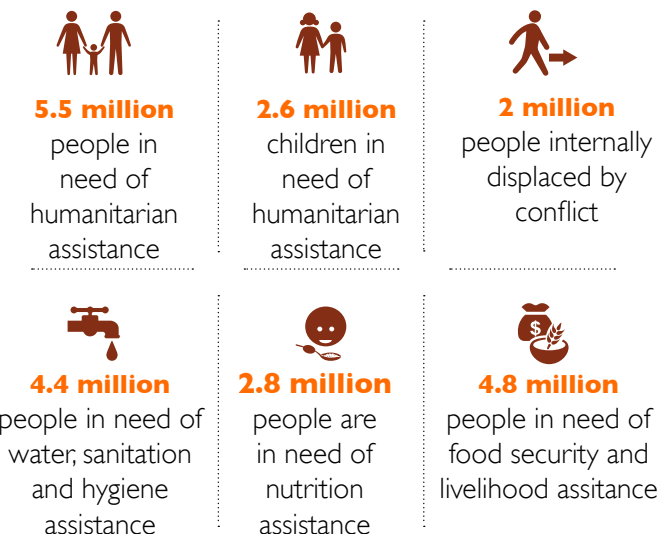 5.5 million
people in
need of
humanitarian
assistance
2.6 million
children in
need of
humanitarian
assistance
2 million
people internally
displaced by
conflict
4.4 million
people in need of
water, sanitation
and hygiene
assistance
2.8 million
people are
in need of
nutrition
assistance
$
4.8 million
people in need of
food security and
livelihood assitance